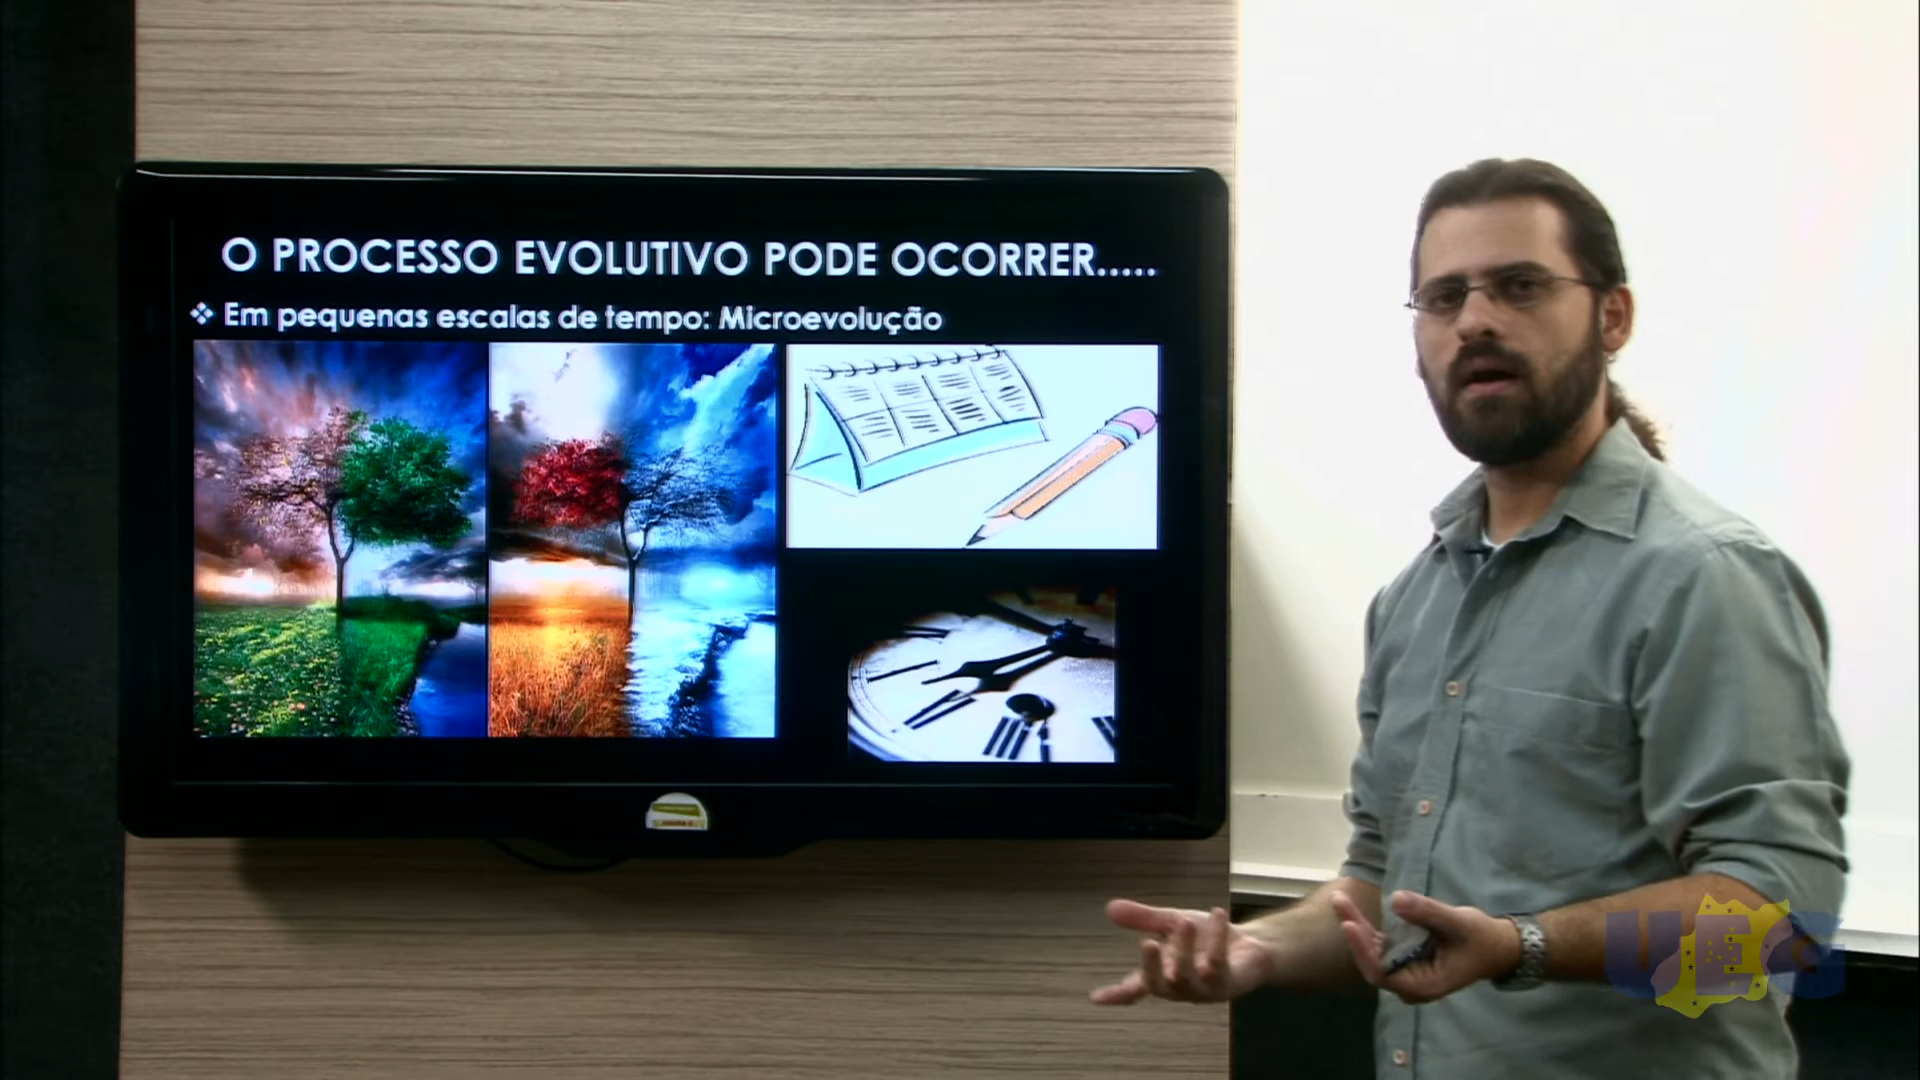 O PROCESSO EVOLUTIVO PODE OCORRER.....
❖ Em pequenas escalas de tempo: Microevolução
UEG